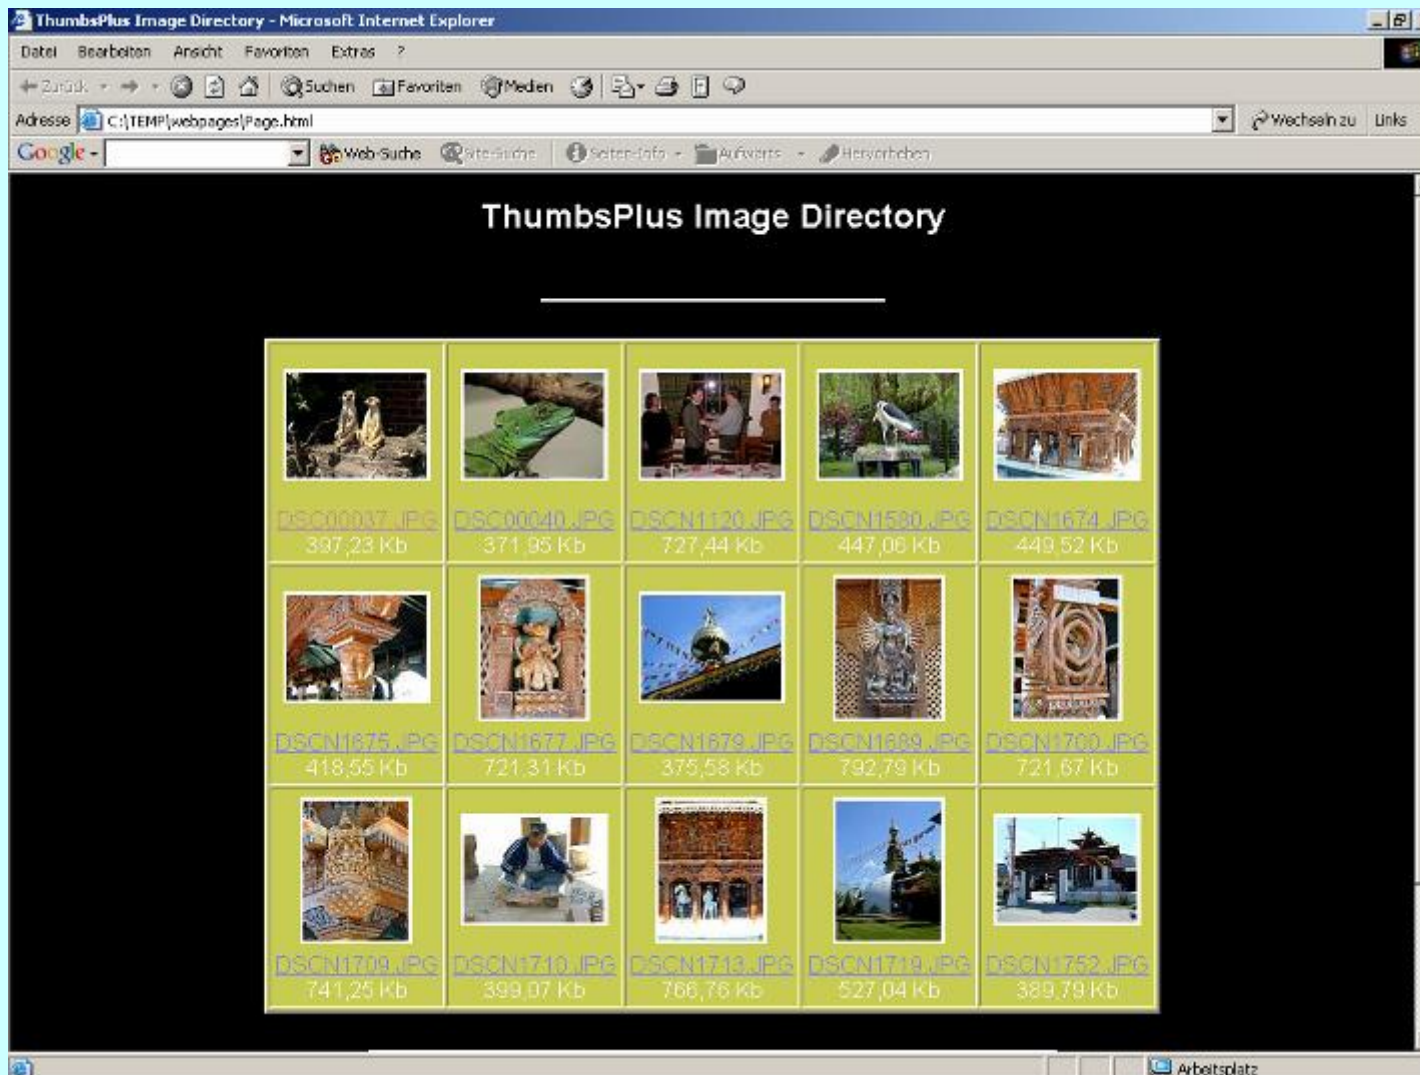 ThumbsPlus Image Directory - Microsoft Internet Explorer
Datei Bearbeiten Ansicht Favoriten Extras ?
Zurück Suchen Favoriten Medien
Adresse C:\TEMP\webpages\Page.html Wechseln zu Links
Google Web-Suche Site-Suche Seiten-Info Aufwärts Hervorheben
ThumbsPlus Image Directory
DSC00037.JPG DSC00040.JPG DSCN1120.JPG DSCN1580.JPG DSCN1674.JPG
397,23 Kb 371,95 Kb 727,44 Kb 447,06 Kb 449,52 Kb
DSCN1675.JPG DSCN1677.JPG DSCN1679.JPG DSCN1689.JPG DSCN1700.JPG
418,55 Kb 721,31 Kb 375,58 Kb 792,79 Kb 721,67 Kb
DSCN1709.JPG DSCN1710.JPG DSCN1713.JPG DSCN1719.JPG DSCN1752.JPG
741,25 Kb 399,07 Kb 766,76 Kb 527,04 Kb 389,79 Kb
Arbeitsplatz